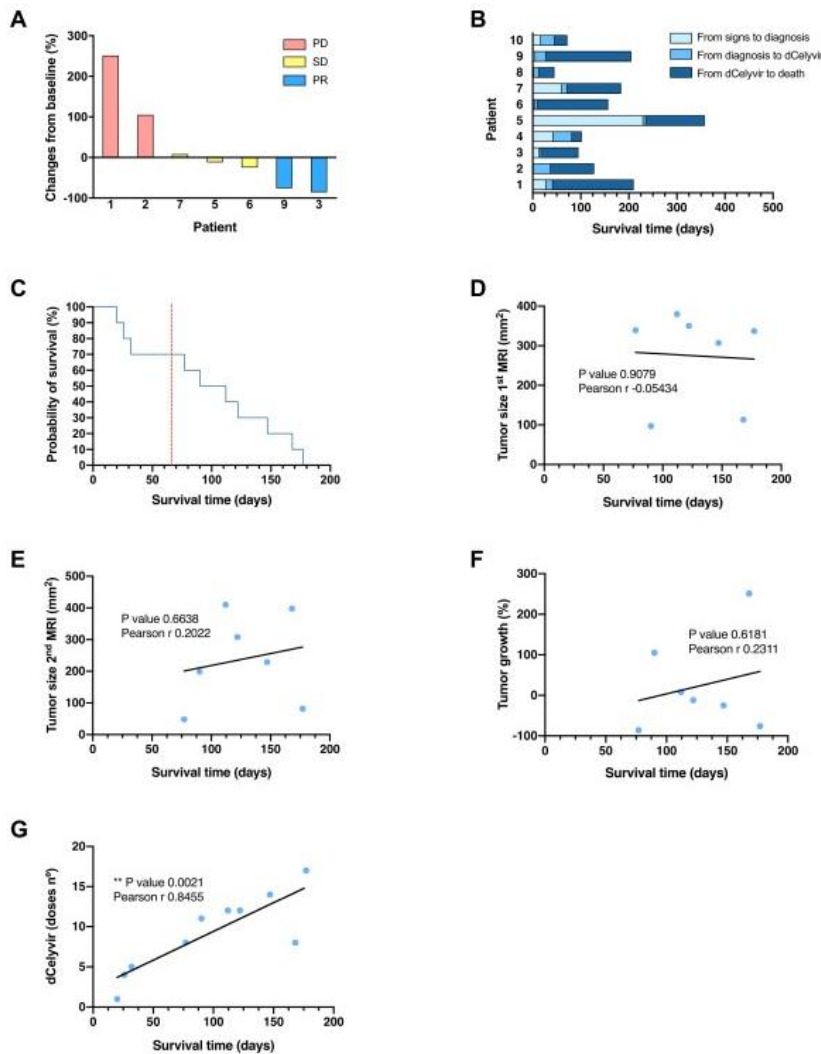 A
Changes from baseline (%)
300
200
100
0
-100
1 2 7 5 6 9 3
Patient
PD
SD
PR
B
Patient
10
9
8
7
6
5
4
3
2
1
0 100 200 300 400 500
Survival time (days)
From signs to diagnosis
From diagnosis to dCelyvir
From dCelyvir to death
C
Probability of survival (%)
100
90
80
70
60
50
40
30
20
10
0
0 50 100 150 200
Survival time (days)
D
Tumor size 1st MRI (mm²)
400
300
200
100
0
0 50 100 150 200
Survival time (days)
P value 0.9079
Pearson r -0.05434
E
Tumor size 2nd MRI (mm²)
500
400
300
200
100
0
0 50 100 150 200
Survival time (days)
P value 0.6638
Pearson r 0.2022
F
Tumor growth (%)
300
200
100
0
-100
0 50 100 150 200
Survival time (days)
P value 0.6181
Pearson r 0.2311
G
dCelyvir (doses nº)
20
15
10
5
0
0 50 100 150 200
Survival time (days)
** P value 0.0021
Pearson r 0.8455